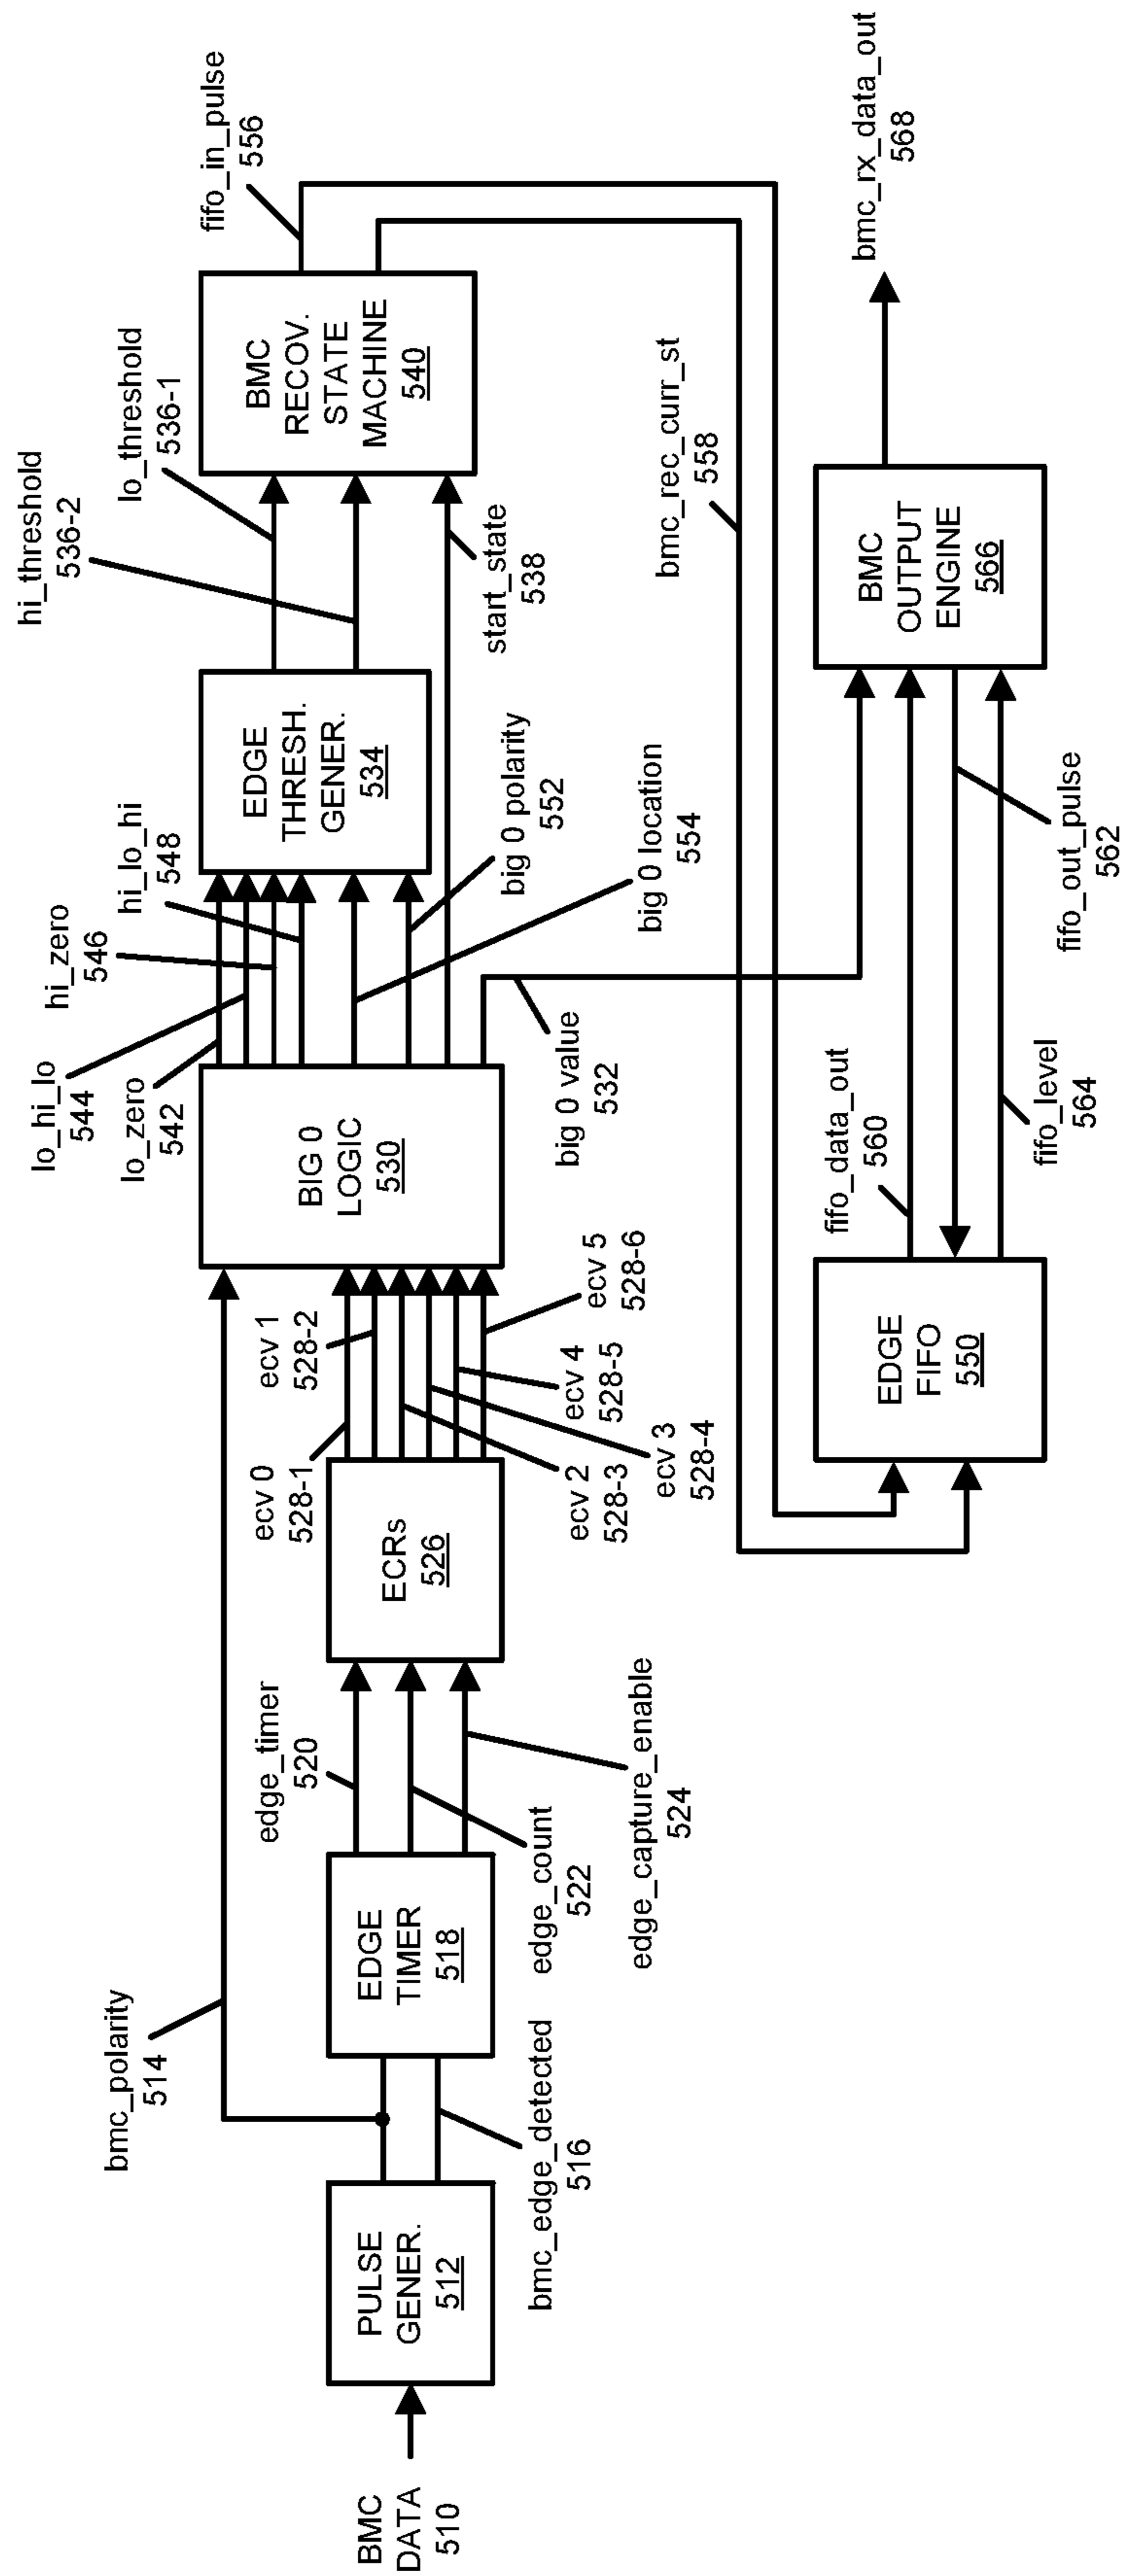 BMC
DATA
510
PULSE
GENER.
512
bmc_polarity
514
bmc_edge_detected
516
EDGE
TIMER
518
edge_timer
520
edge_count
522
edge_capture_enable
524
ECRs
526
ecv 0
528-1
ecv 1
528-2
ecv 2
528-3
ecv 3
528-4
ecv 4
528-5
ecv 5
528-6
BIG 0
LOGIC
530
lo_hi_lo
544
lo_zero
542
hi_zero
546
hi_lo_hi
548
big 0 value
532
big 0 polarity
552
big 0 location
554
EDGE
THRESH.
GENER.
534
hi_threshold
536-2
lo_threshold
536-1
start_state
538
BMC
RECOV.
STATE
MACHINE
540
fifo_in_pulse
556
bmc_rec_curr_st
558
EDGE
FIFO
550
fifo_data_out
560
fifo_level
564
fifo_out_pulse
562
BMC
OUTPUT
ENGINE
566
bmc_rx_data_out
568